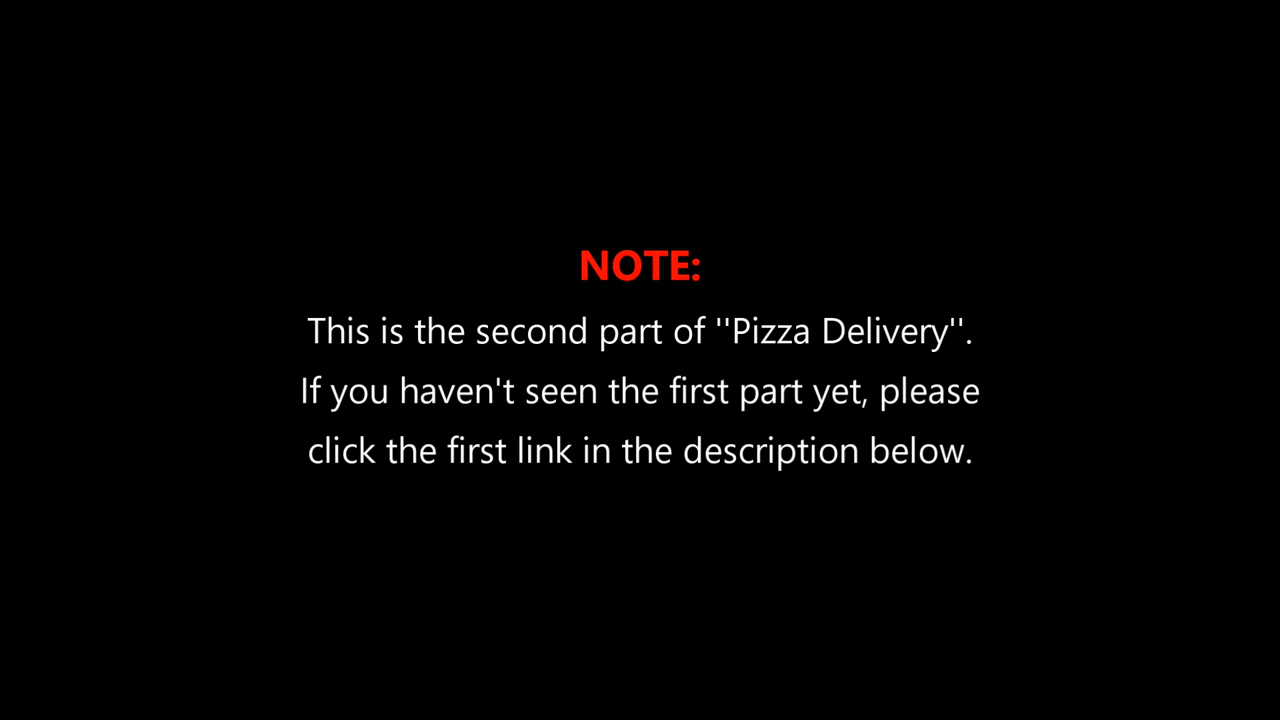 NOTE:
This is the second part of ''Pizza Delivery''.
If you haven't seen the first part yet, please
click the first link in the description below.